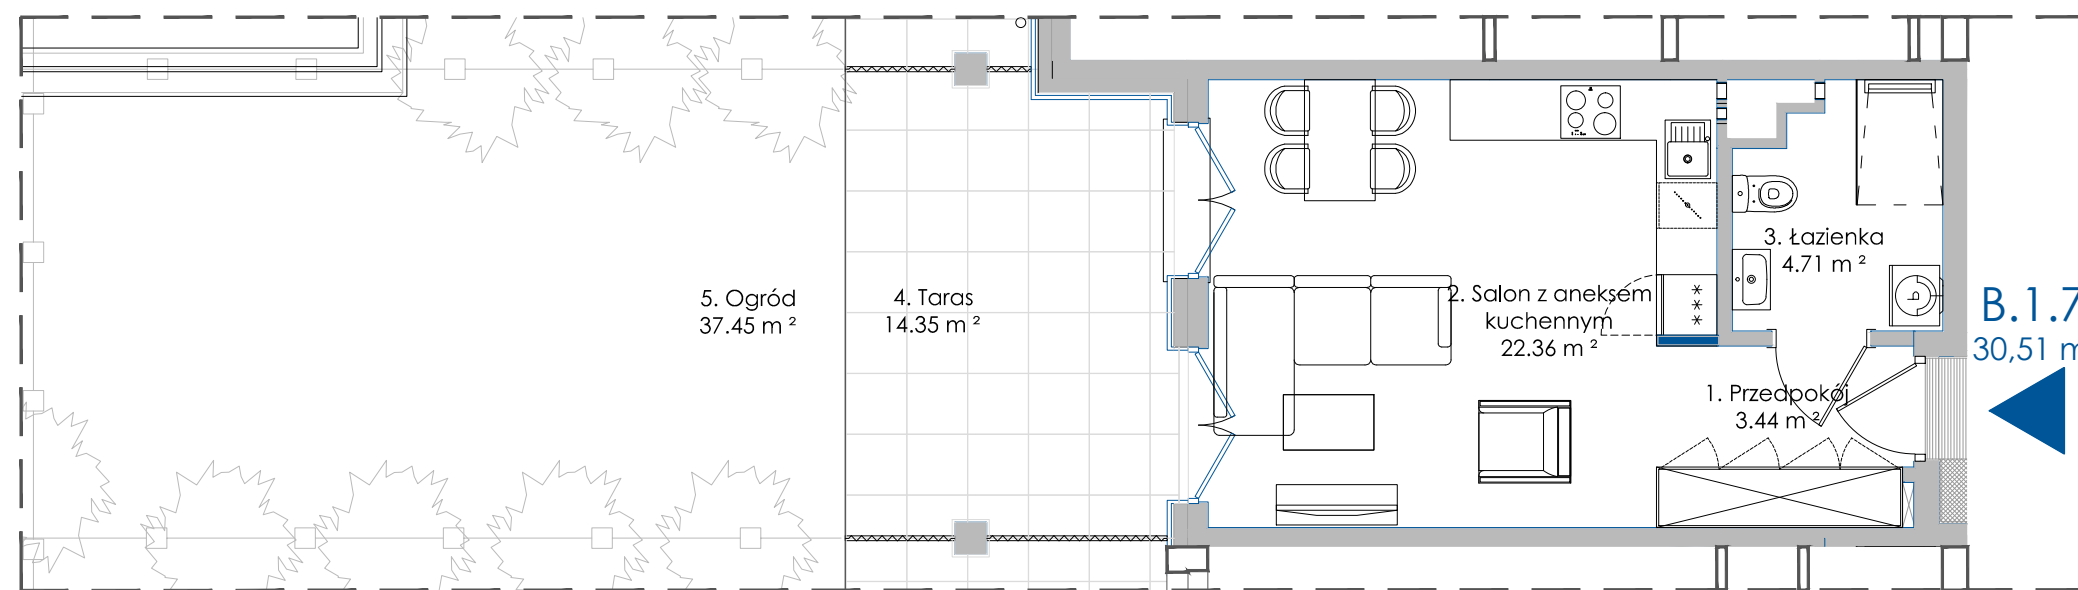 5. Ogród
37.45 m ²
4. Taras
14.35 m ²
2. Salon z aneksem
kuchennym
22.36 m ²
3. Łazienka
4.71 m ²
1. Przedpokój
3.44 m ²
B.1.7
30,51 m